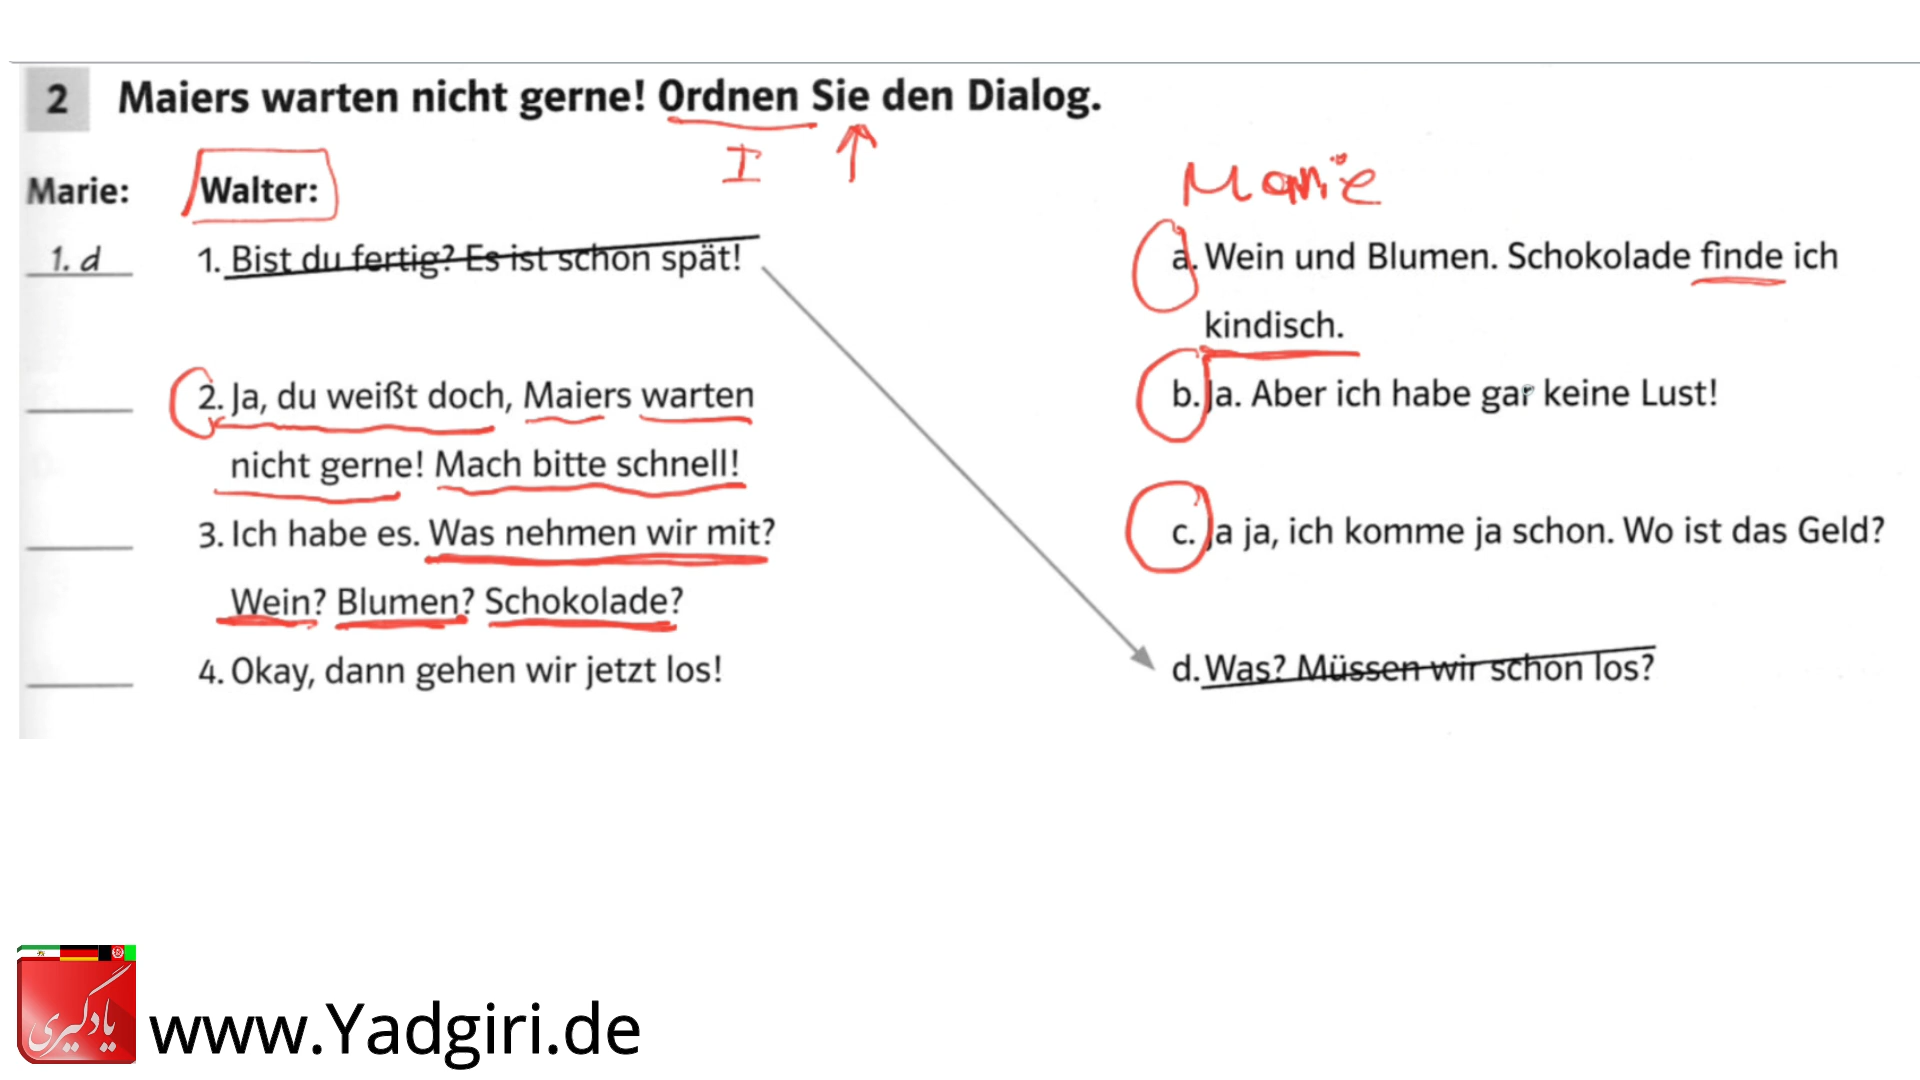 2 Maiers warten nicht gerne! Ordnen Sie den Dialog.
I
Marie: Walter:
Marie
1. d 1. Bist du fertig? Es ist schon spät!
a. Wein und Blumen. Schokolade finde ich
kindisch.
2. Ja, du weißt doch, Maiers warten
b. Ja. Aber ich habe gar keine Lust!
nicht gerne! Mach bitte schnell!
3. Ich habe es. Was nehmen wir mit?
c. Ja ja, ich komme ja schon. Wo ist das Geld?
Wein? Blumen? Schokolade?
4. Okay, dann gehen wir jetzt los!
d. Was? Müssen wir schon los?
یادگیری
www.Yadgiri.de